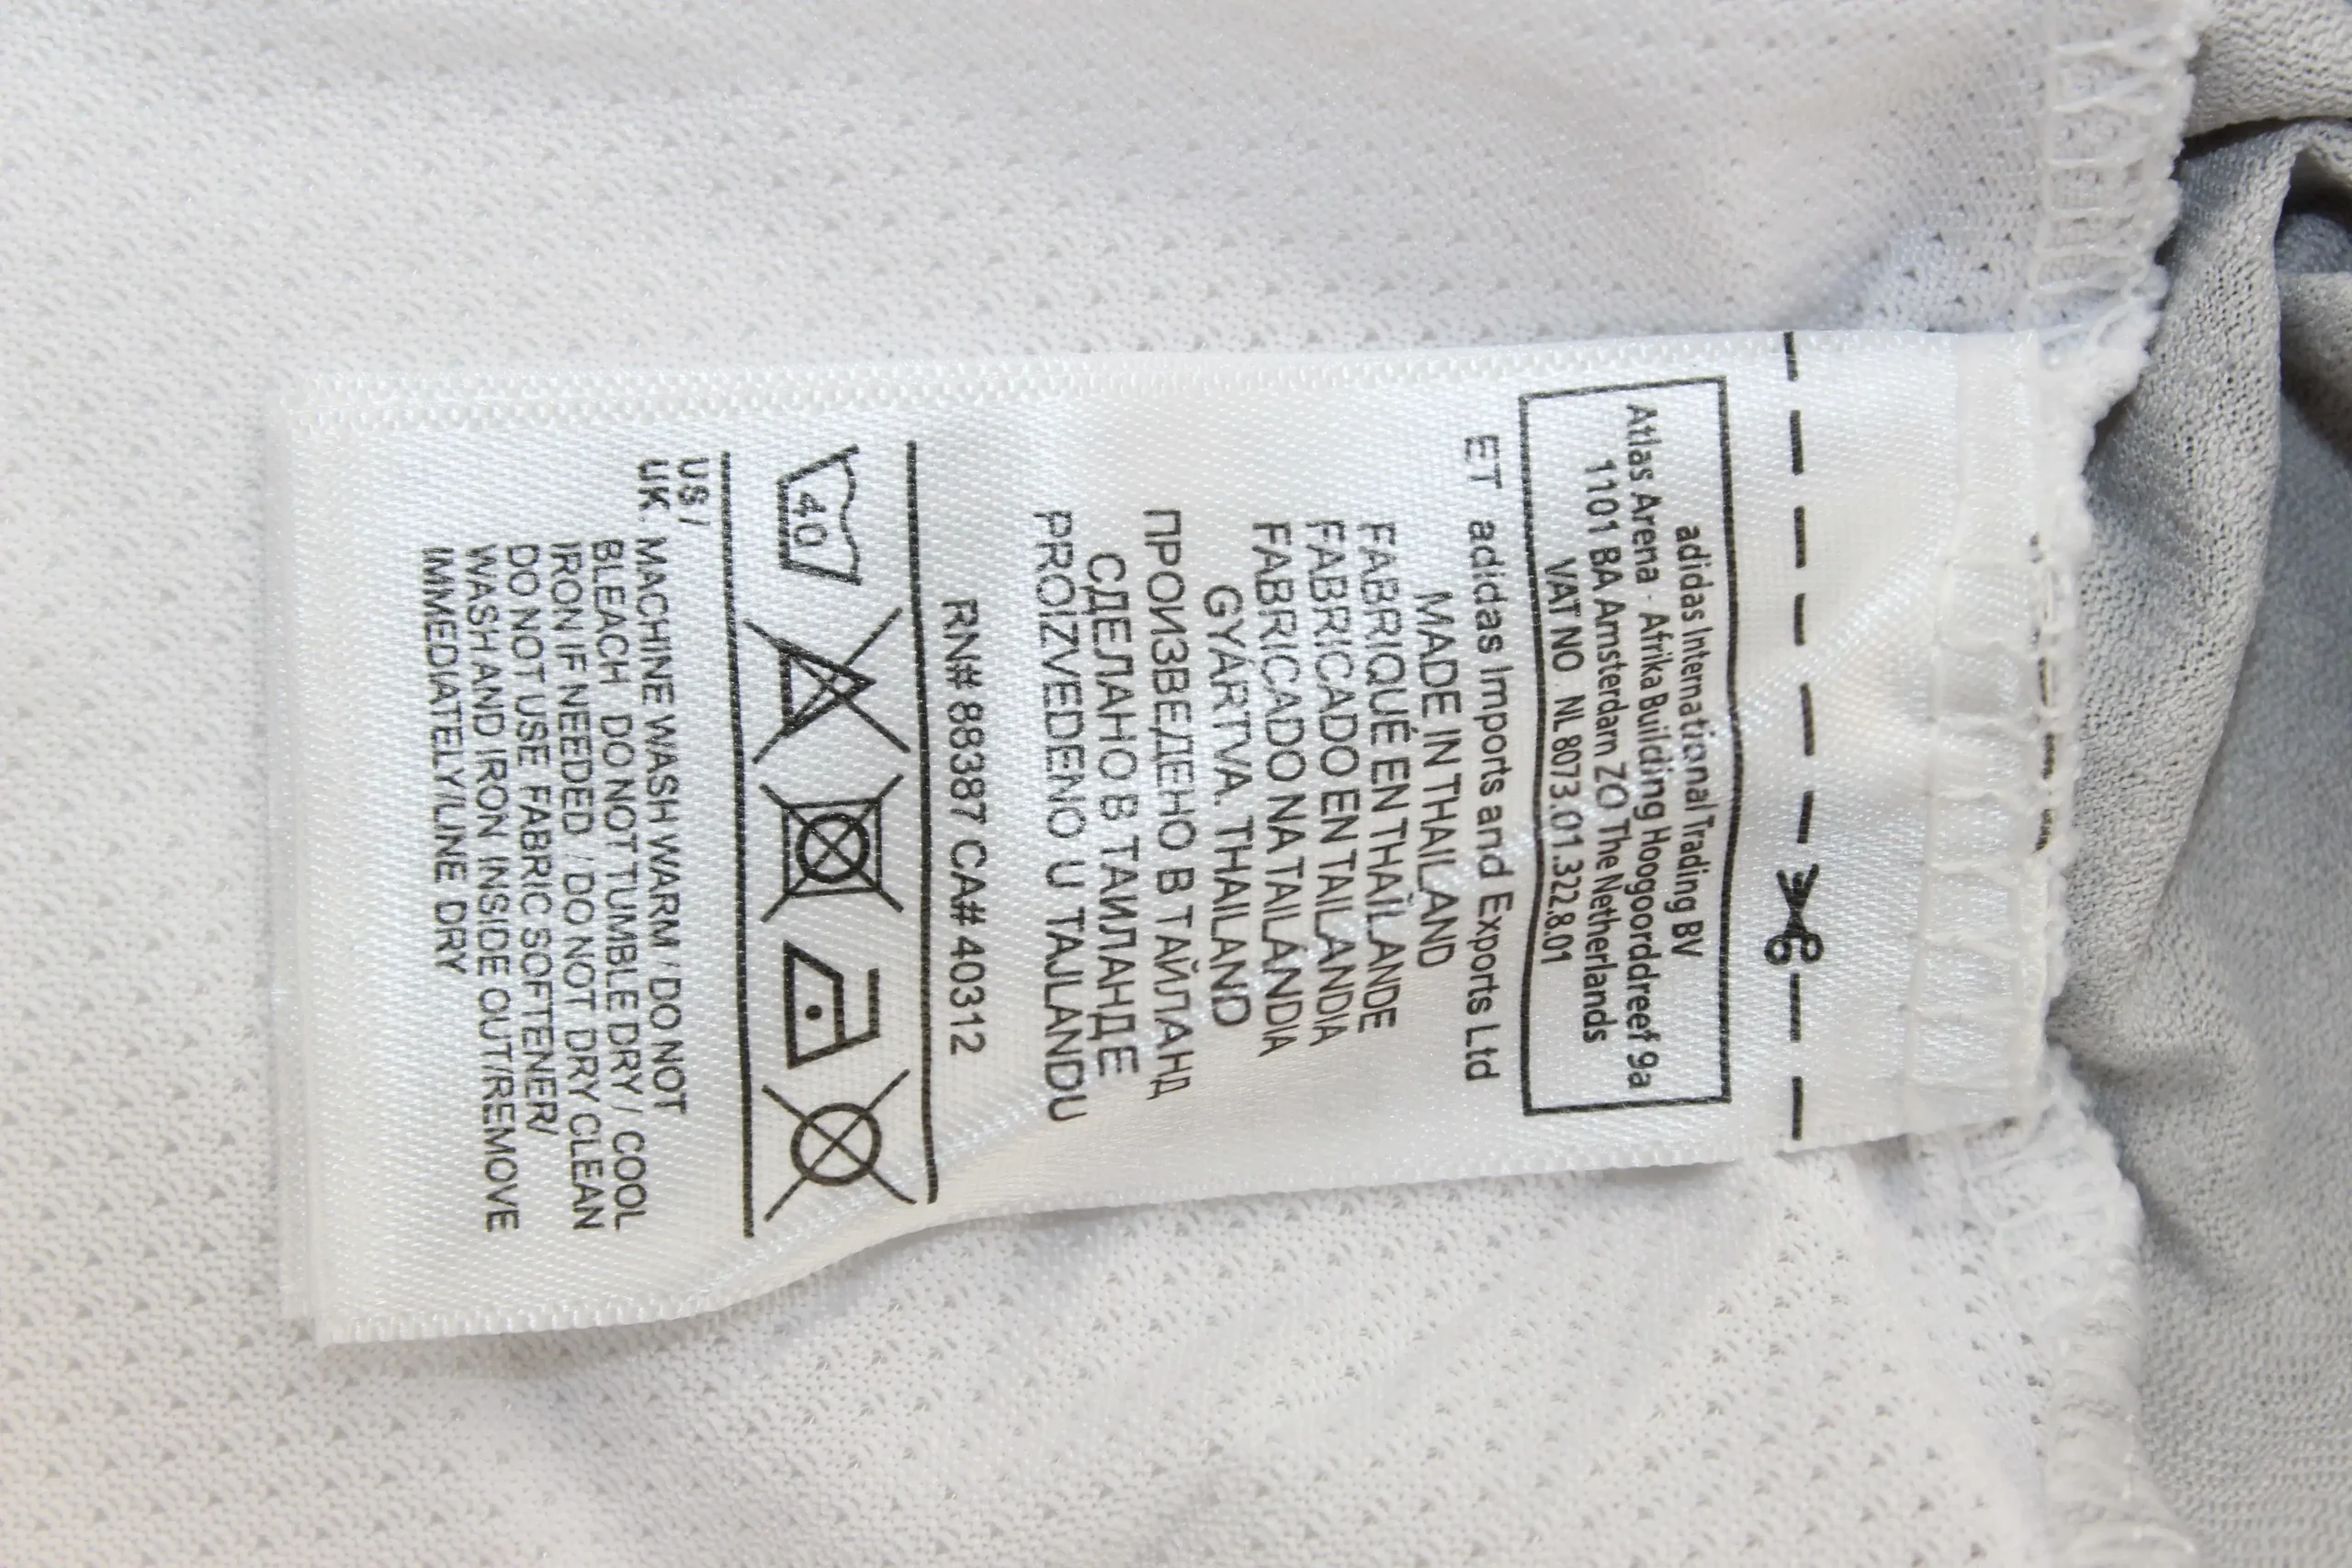 adidas International Trading BV
Atlas Arena - Afrika Building Hoogoorddreef 9a
1101 BA Amsterdam ZO The Netherlands
VAT NO NL 8073.01.322.8.01
ET adidas Imports and Exports Ltd
MADE IN THAILAND
FABRIQUÉ EN THAÏLANDE
FABRICADO EN TAILANDIA
FABRICADO NA TAILÁNDIA
GYÁRTVA. THAILAND
ПРОИЗВЕДЕНО В ТАЙЛАНД
СДЕЛАНО В ТАИЛАНДЕ
PROIZVEDENO U TAJLANDU
RN# 88387 CA# 40312
40
US /
UK. MACHINE WASH WARM / DO NOT
BLEACH DO NOT TUMBLE DRY / COOL
IRON IF NEEDED / DO NOT DRY CLEAN
DO NOT USE FABRIC SOFTENER/
WASH AND IRON INSIDE OUT/REMOVE
IMMEDIATELY/LINE DRY